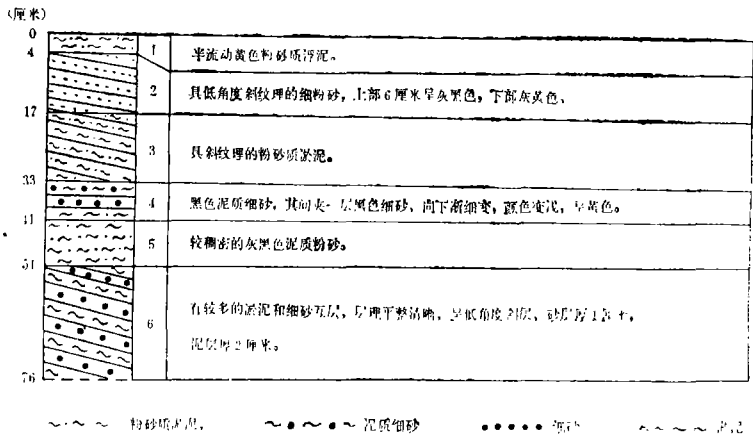 (厘米)
0
4
1
半流动黄色粉砂质浮泥。
2
具低角度斜纹理的细粉砂，上部6厘米呈灰黑色，下部灰黄色、
17
3
具斜纹理的粉砂质淤泥。
33
4
黑色泥质细砂，其间夹一层黑色细砂，向下渐细变，颜色变浅，呈黄色。
41
5
较稠密的灰黑色泥质粉砂。
51
6
有较多的淤泥和细砂互层，层理平整清晰，呈低角度斜层，砂层厚1
泥层厚2厘米。
76
粉砂质淤泥， 泥质细砂 细砂